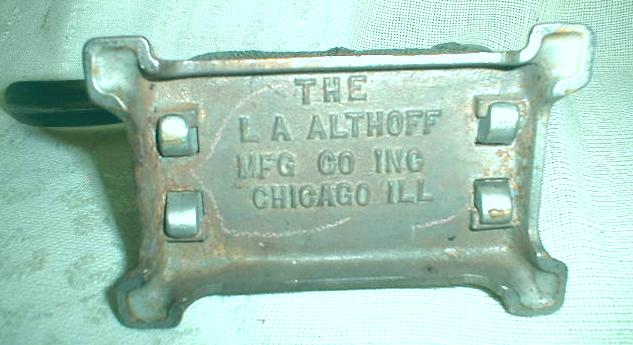 THE
L A ALTHOFF
MFG CO INC
CHICAGO ILL